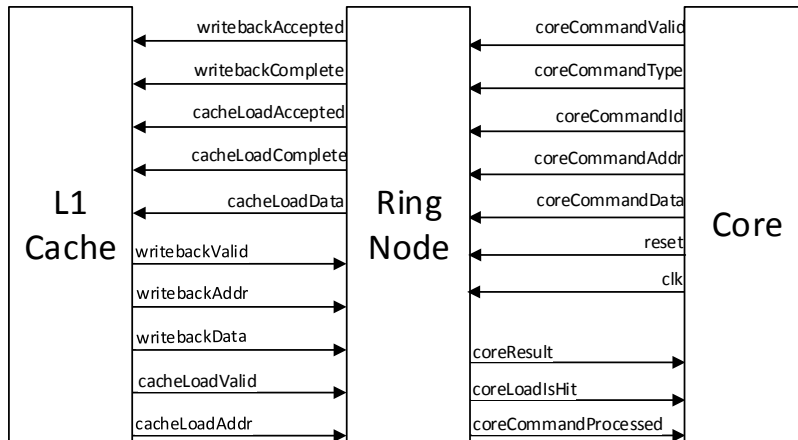 writebackAccepted
coreCommandValid
writebackComplete
coreCommandType
cacheLoadAccepted
coreCommandId
cacheLoadComplete
coreCommandAddr
cacheLoadData
coreCommandData
L1
Cache
Ring
Node
Core
reset
writebackValid
clk
writebackAddr
writebackData
coreResult
cacheLoadValid
coreLoadIsHit
cacheLoadAddr
coreCommandProcessed